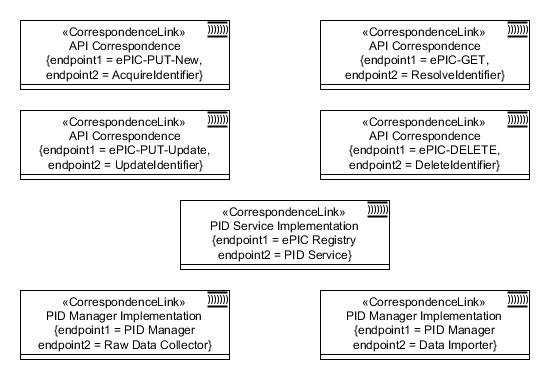 «CorrespondenceLink»
API Correspondence
{endpoint1 = ePIC-PUT-New,
endpoint2 = AcquireIdentifier}
«CorrespondenceLink»
API Correspondence
{endpoint1 = ePIC-GET,
endpoint2 = ResolveIdentifier}
«CorrespondenceLink»
API Correspondence
{endpoint1 = ePIC-PUT-Update,
endpoint2 = UpdateIdentifier}
«CorrespondenceLink»
API Correspondence
{endpoint1 = ePIC-DELETE,
endpoint2 = DeleteIdentifier}
«CorrespondenceLink»
PID Service Implementation
{endpoint1 = ePIC Registry
endpoint2 = PID Service}
«CorrespondenceLink»
PID Manager Implementation
{endpoint1 = PID Manager
endpoint2 = Raw Data Collector}
«CorrespondenceLink»
PID Manager Implementation
{endpoint1 = PID Manager
endpoint2 = Data Importer}